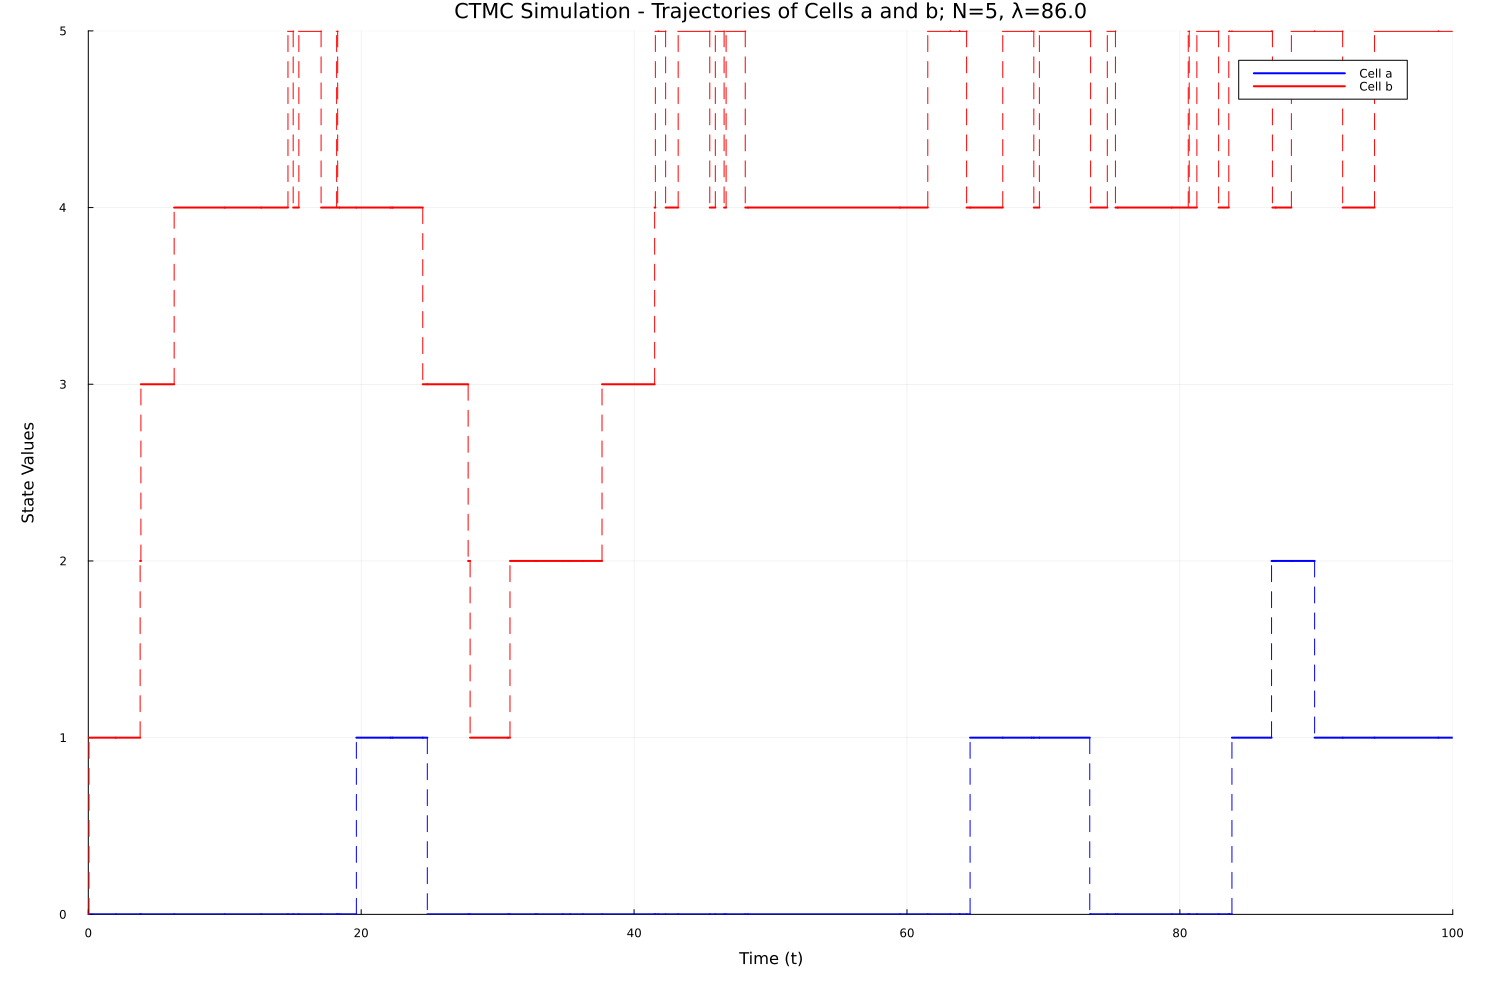 CTMC Simulation - Trajectories of Cells a and b; N=5, λ=86.0
5
Cell a
Cell b
4
3
State Values
2
1
0
0 20 40 60 80 100
Time (t)